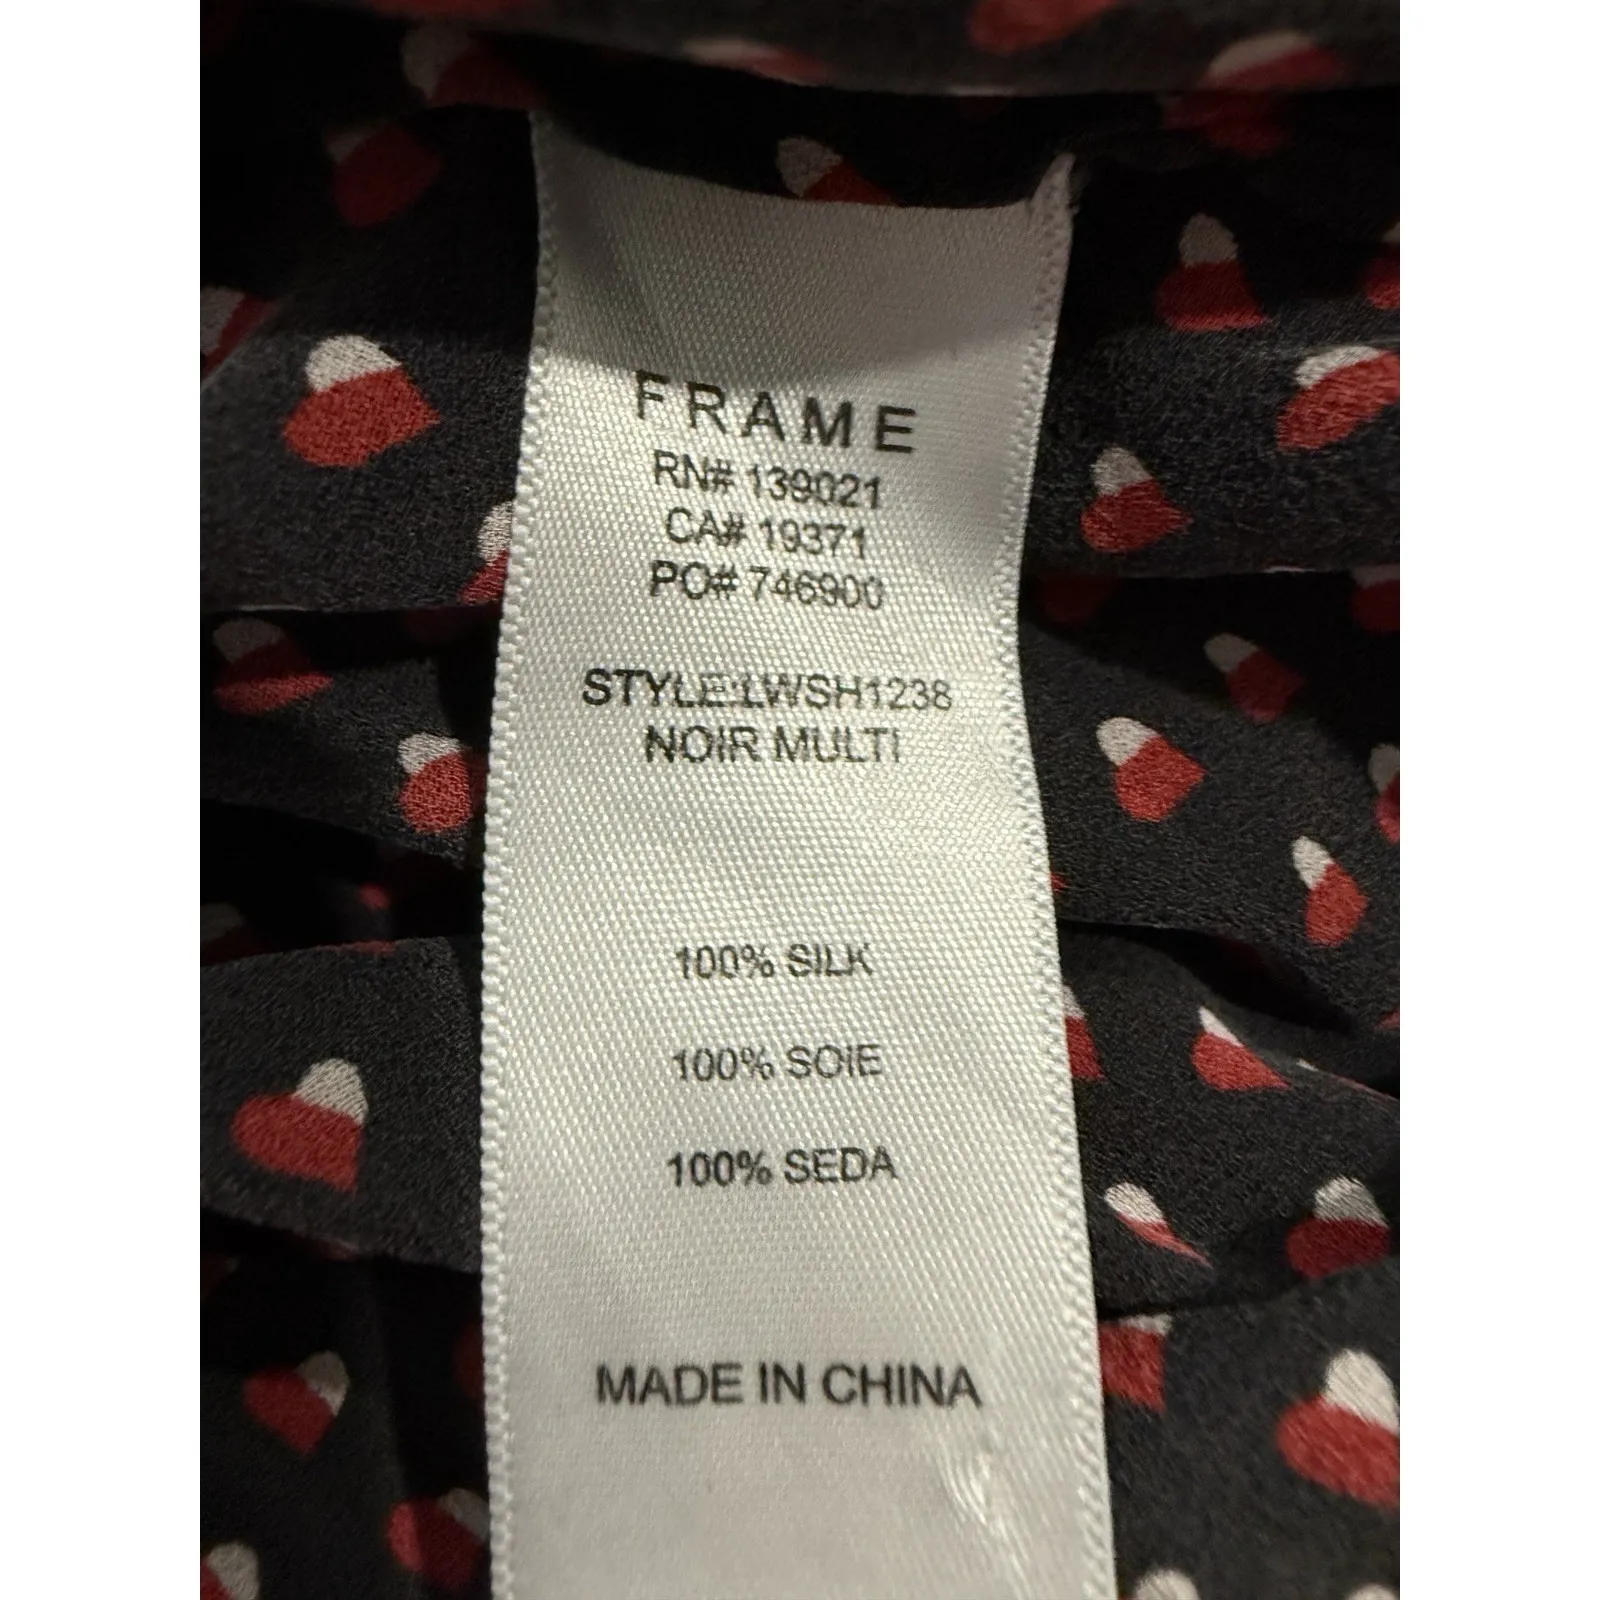 FRAME
RN# 139021
CA# 19371
PO# 746900
STYLE:LWSH1238
NOIR MULTI
100% SILK
100% SOIE
100% SEDA
MADE IN CHINA